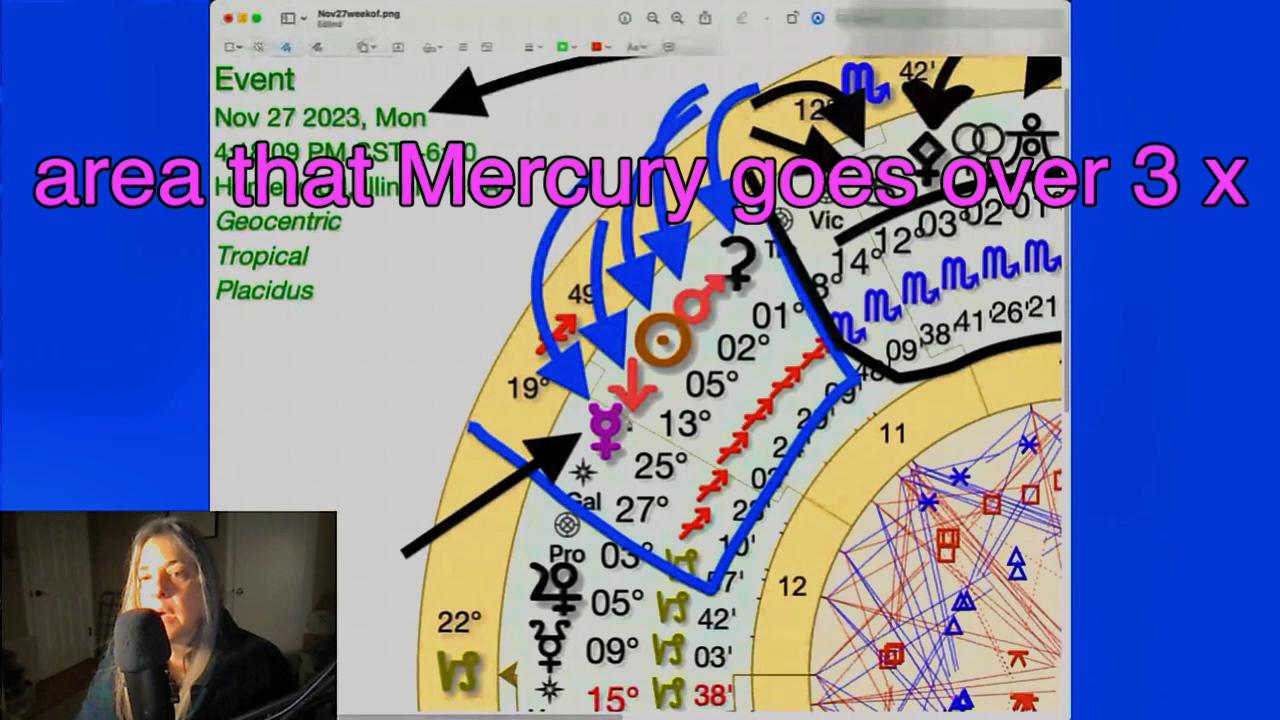 Nov27weekof.png
Edited
Event
Nov 27 2023, Mon
area that Mercury goes over 3 x
Geocentric
Tropical
Placidus
42'
12°
Vic
49'
19°
01°
02°
05°
13°
25°
27°
Gal
Pro
03°
05°
09°
15°
22°
14°
12°
03°
02°
01°
09'
38'
41'
26'
21'
10'
42'
03'
38'
11
12